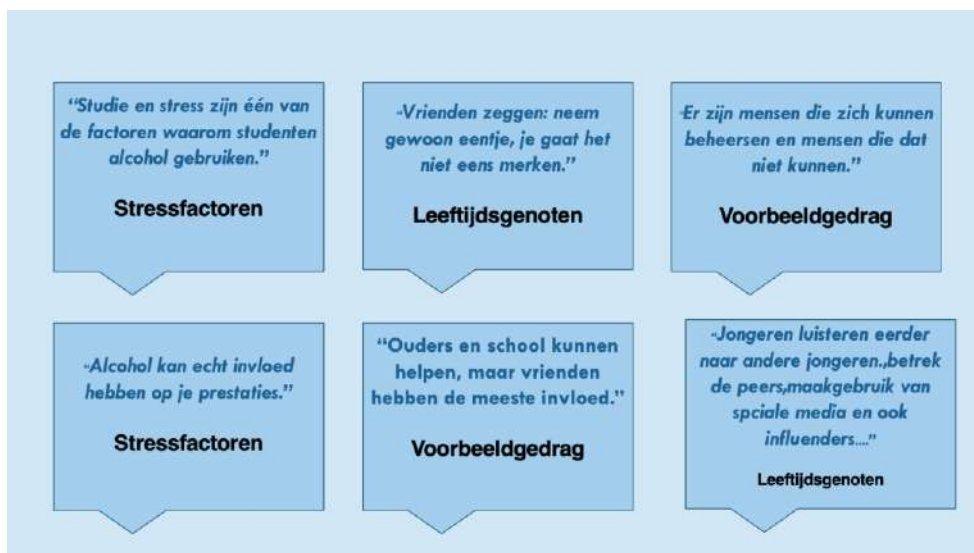 “Studie en stress zijn één van
de factoren waarom studenten
alcohol gebruiken.”
Stressfactoren
-Vrienden zeggen: neem
gewoon eentje, je gaat het
niet eens merken.”
Leeftijdsgenoten
-Er zijn mensen die zich kunnen
beheersen en mensen die dat
niet kunnen.”
Voorbeeldgedrag
-Alcohol kan echt invloed
hebben op je prestaties.”
Stressfactoren
“Ouders en school kunnen
helpen, maar vrienden
hebben de meeste invloed.”
Voorbeeldgedrag
-Jongeren luisteren eerder
naar andere jongeren.,betrek
de peers,maakgebruik van
spciale media en ook
influenders....”
Leeftijdsgenoten